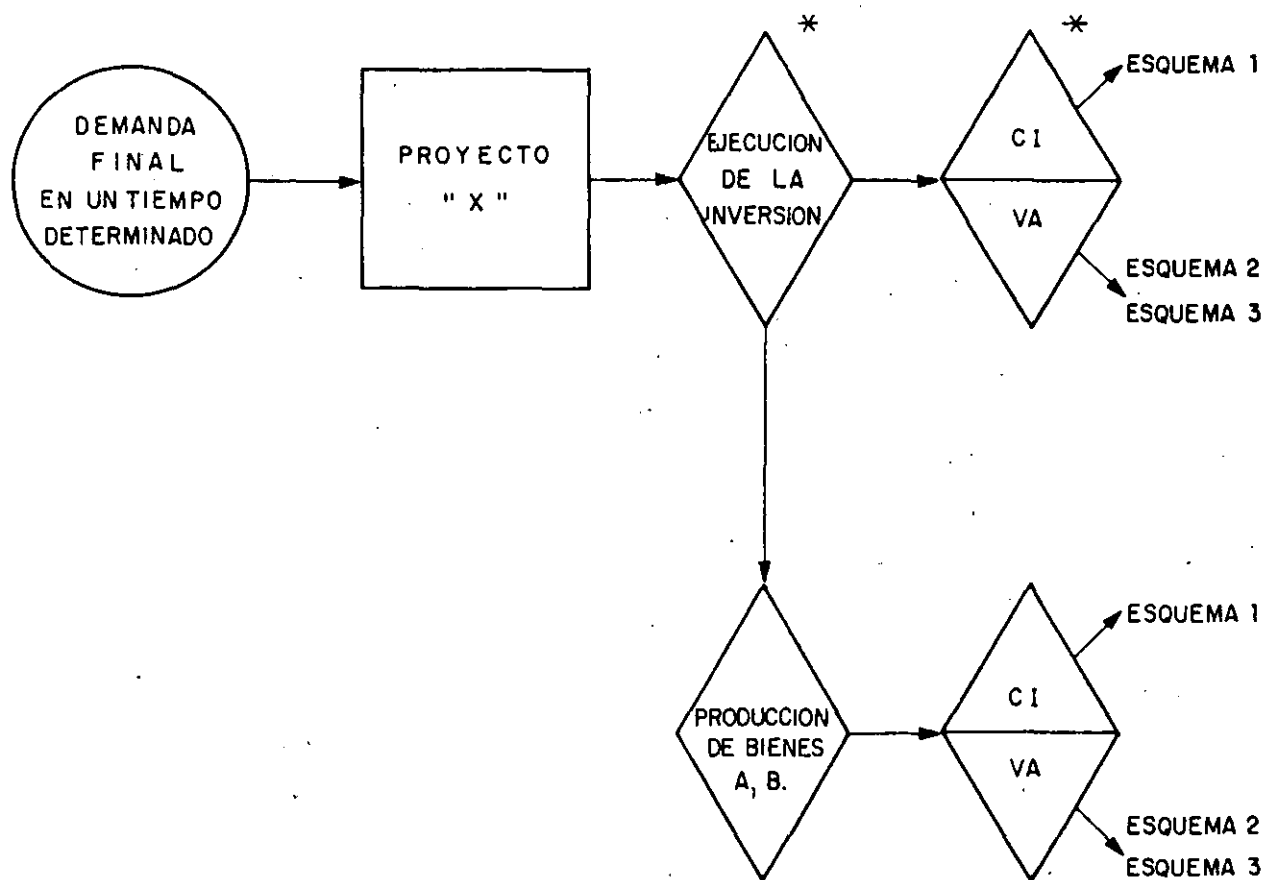 DEMANDA
FINAL
EN UN TIEMPO
DETERMINADO
PROYECTO
" X "
*
EJECUCION
DE LA
INVERSION
*
CI
VA
ESQUEMA 1
ESQUEMA 2
ESQUEMA 3
PRODUCCION
DE BIENES
A, B.
CI
VA
ESQUEMA 1
ESQUEMA 2
ESQUEMA 3